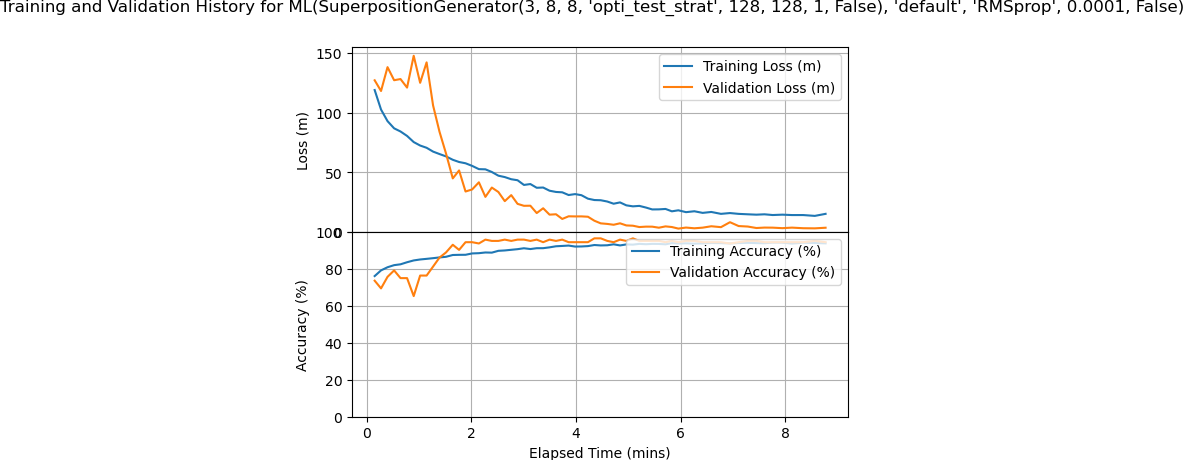 Training and Validation History for ML(SuperpositionGenerator(3, 8, 8, 'opti_test_strat', 128, 128, 1, False), 'default', 'RMSprop', 0.0001, False)
150
100
50
0
Loss (m)
Training Loss (m)
Validation Loss (m)
100
80
60
40
20
0
Accuracy (%)
Training Accuracy (%)
Validation Accuracy (%)
0 2 4 6 8
Elapsed Time (mins)